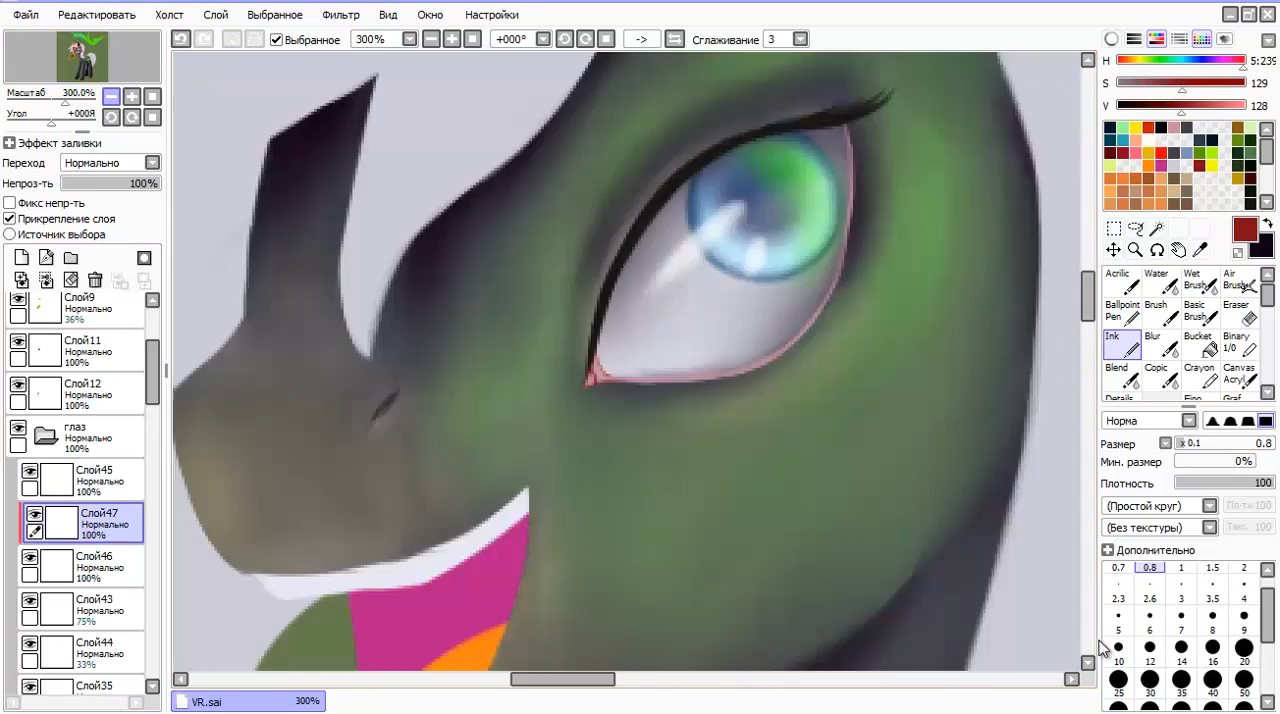 Файл Редактировать Холст Слой Выбранное Фильтр Вид Окно Настройки
Выбранное 300% +000° -> Сглаживание 3
Масштаб 300.0%
Угол +000Я
Эффект заливки
Переход Нормально
Непроз-ть 100%
Фикс непр-ть
Прикрепление слоя
Источник выбора
Слой9
Нормально
36%
Слой11
Нормально
100%
Слой12
Нормально
100%
глаз
Нормально
100%
Слой45
Нормально
100%
Слой47
Нормально
100%
Слой46
Нормально
100%
Слой43
Нормально
75%
Слой44
Нормально
33%
Слой35
Нормально
VR.sai 300%
H 5:239
S 129
V 128
Acrylic Water Wet Brush Air Brush
Ballpoint Pen Brush Basic Brush Eraser
Ink Blur Bucket Binary 1/0
Blend Copic Crayon Canvas Acryl
Details
Норма
Размер x 0.1 0.8
Мин. размер 0%
Плотность 100
(Простой круг) Пл-ть 100
(Без текстуры) Текс. 100
Дополнительно
0.7 0.8 1 1.5 2
2.3 2.6 3 3.5 4
5 6 7 8 9
10 12 14 16 20
25 30 35 40 50